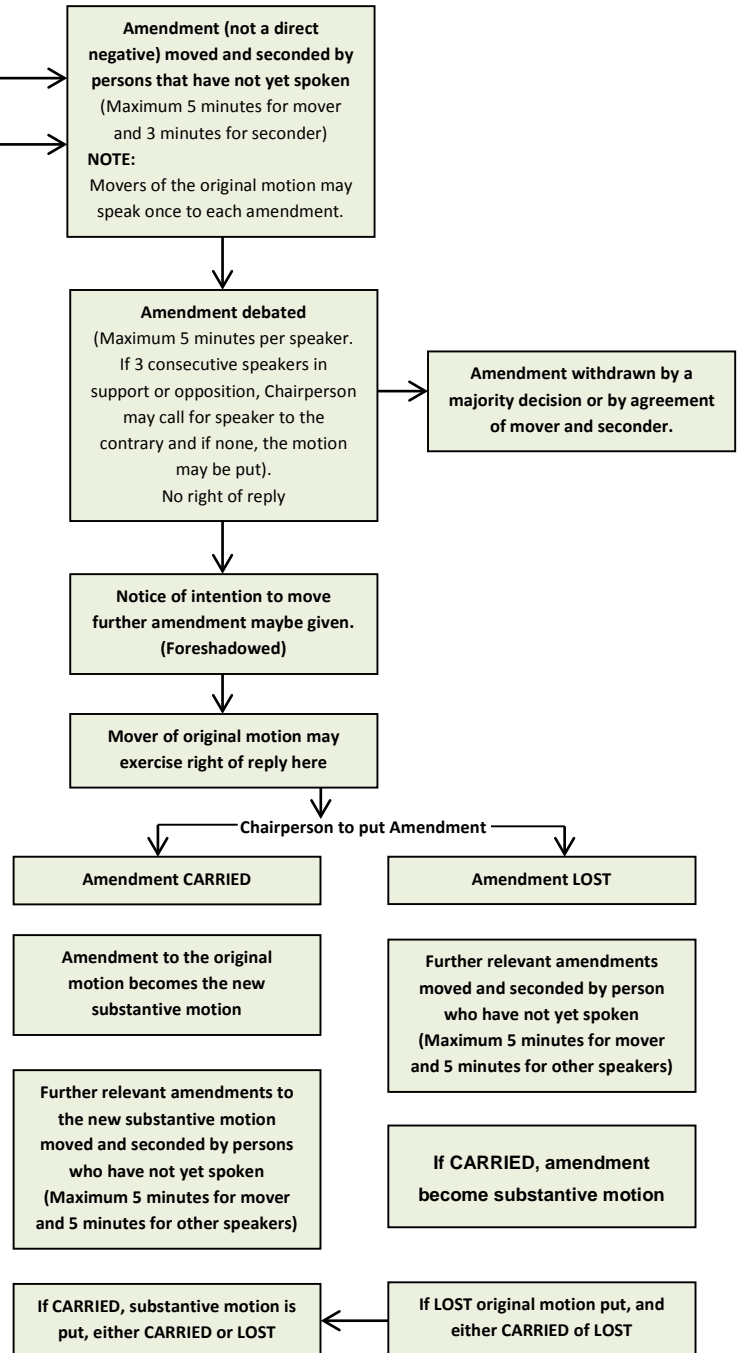 Amendment (not a direct
negative) moved and seconded by
persons that have not yet spoken
(Maximum 5 minutes for mover
and 3 minutes for seconder)
NOTE:
Movers of the original motion may
speak once to each amendment.
Amendment debated
(Maximum 5 minutes per speaker.
If 3 consecutive speakers in
support or opposition, Chairperson
may call for speaker to the
contrary and if none, the motion
may be put).
No right of reply
Amendment withdrawn by a
majority decision or by agreement
of mover and seconder.
Notice of intention to move
further amendment maybe given.
(Foreshadowed)
Mover of original motion may
exercise right of reply here
Chairperson to put Amendment
Amendment CARRIED
Amendment LOST
Amendment to the original
motion becomes the new
substantive motion
Further relevant amendments
moved and seconded by person
who have not yet spoken
(Maximum 5 minutes for mover
and 5 minutes for other speakers)
Further relevant amendments to
the new substantive motion
moved and seconded by persons
who have not yet spoken
(Maximum 5 minutes for mover
and 5 minutes for other speakers)
If CARRIED, amendment
become substantive motion
If CARRIED, substantive motion is
put, either CARRIED or LOST
If LOST original motion put, and
either CARRIED of LOST